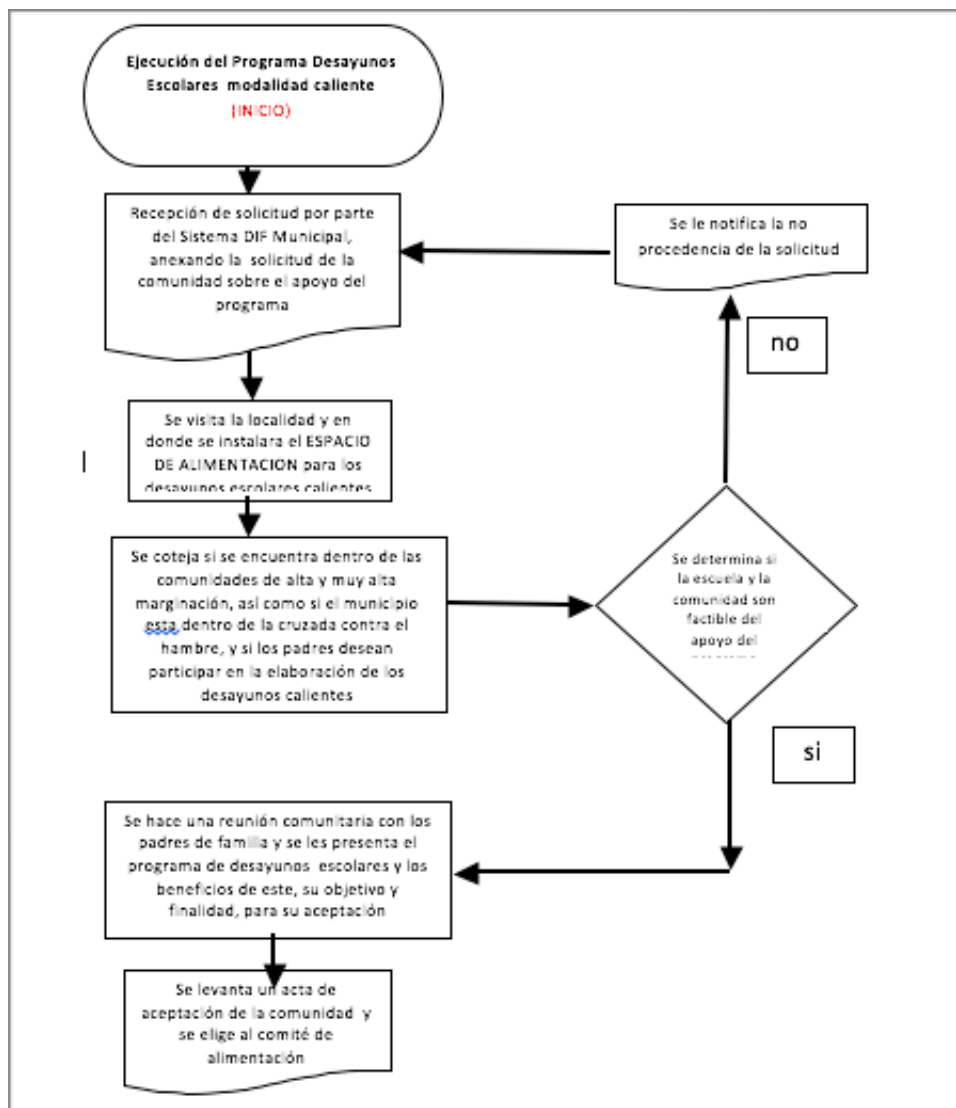 Ejecución del Programa Desayunos
Escolares modalidad caliente
(INICIO)
Recepción de solicitud por parte
del Sistema DIF Municipal,
anexando la solicitud de la
comunidad sobre el apoyo del
programa
Se le notifica la no
procedencia de la solicitud
no
Se visita la localidad y en
donde se instalara el ESPACIO
DE ALIMENTACION para los
desayunos escolares calientes
Se coteja si se encuentra dentro de las
comunidades de alta y muy alta
marginación, así como si el municipio
esta dentro de la cruzada contra el
hambre, y si los padres desean
participar en la elaboración de los
desayunos calientes
Se determina si
la escuela y la
comunidad son
factible del
apoyo del
si
Se hace una reunión comunitaria con los
padres de familia y se les presenta el
programa de desayunos escolares y los
beneficios de este, su objetivo y
finalidad, para su aceptación
Se levanta un acta de
aceptación de la comunidad y
se elige al comité de
alimentación